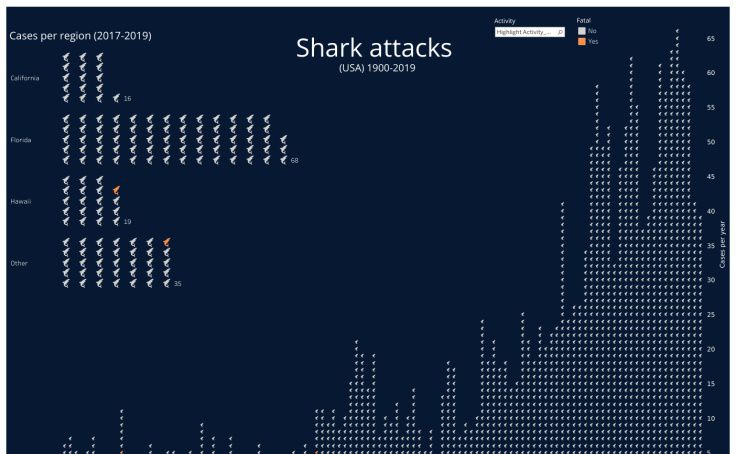 Activity
Fatal
Highlight Activity_...
No
Yes
Cases per region (2017-2019)
Shark attacks
(USA) 1900-2019
California
16
Florida
68
Hawaii
19
Other
35
65
60
55
50
45
40
35
30
25
20
15
10
5
Cases per year